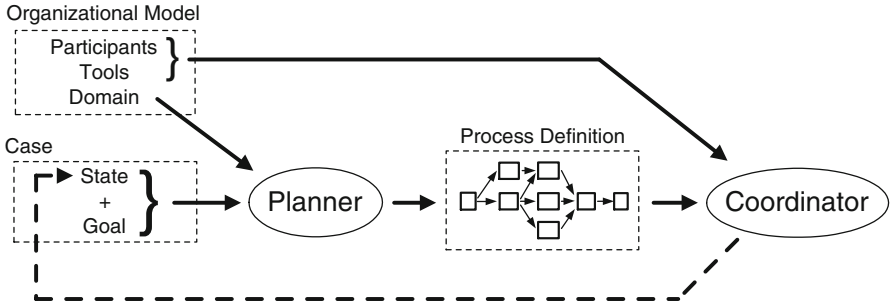 Organizational Model
Participants
Tools
Domain
Case
State
+
Goal
Planner
Process Definition
Coordinator